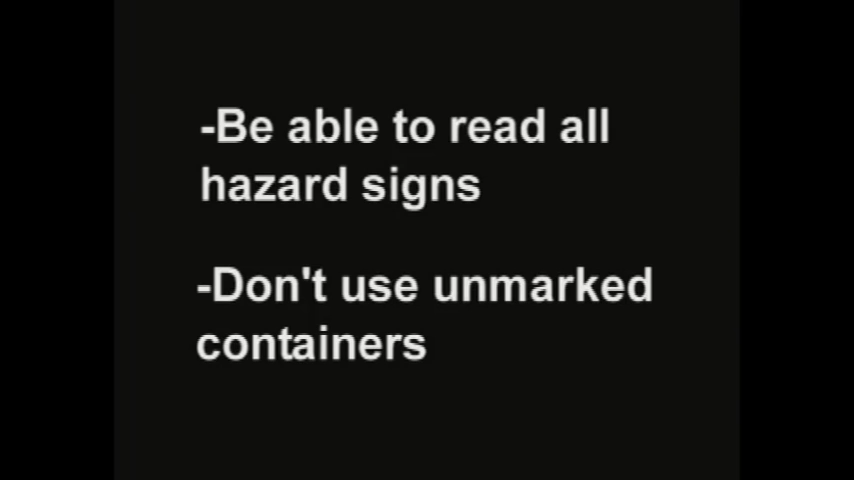 -Be able to read all
hazard signs
-Don't use unmarked
containers